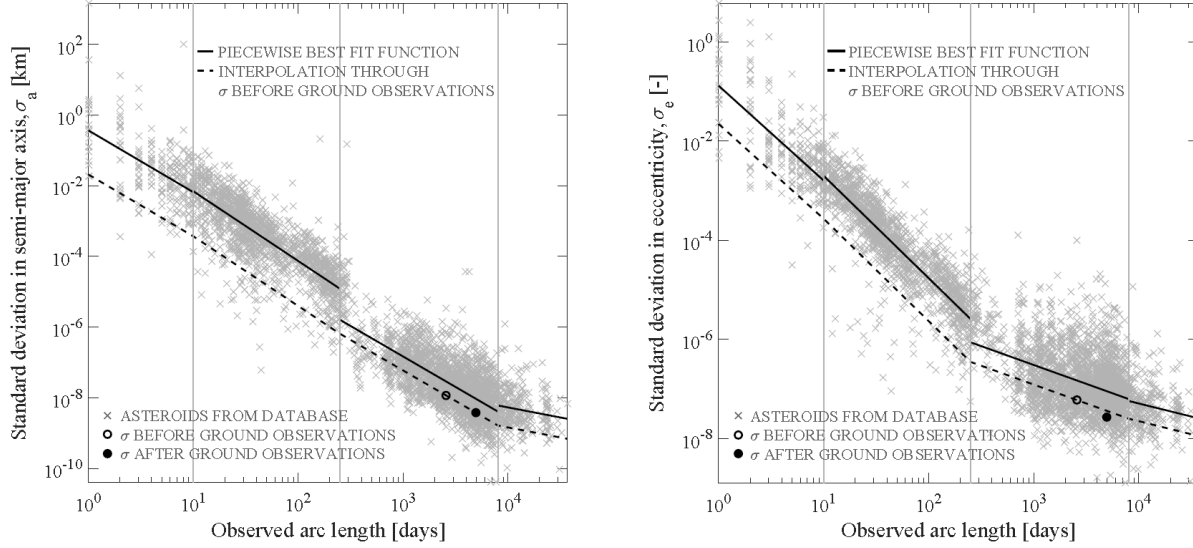 Standard deviation in semi-major axis, σa [km]
10^2
10^0
10^-2
10^-4
10^-6
10^-8
10^-10
PIECEWISE BEST FIT FUNCTION
INTERPOLATION THROUGH
σ BEFORE GROUND OBSERVATIONS
ASTEROIDS FROM DATABASE
σ BEFORE GROUND OBSERVATIONS
σ AFTER GROUND OBSERVATIONS
10^0 10^1 10^2 10^3 10^4
Observed arc length [days]
Standard deviation in eccentricity, σe [-]
10^0
10^-2
10^-4
10^-6
10^-8
PIECEWISE BEST FIT FUNCTION
INTERPOLATION THROUGH
σ BEFORE GROUND OBSERVATIONS
ASTEROIDS FROM DATABASE
σ BEFORE GROUND OBSERVATIONS
σ AFTER GROUND OBSERVATIONS
10^0 10^1 10^2 10^3 10^4
Observed arc length [days]